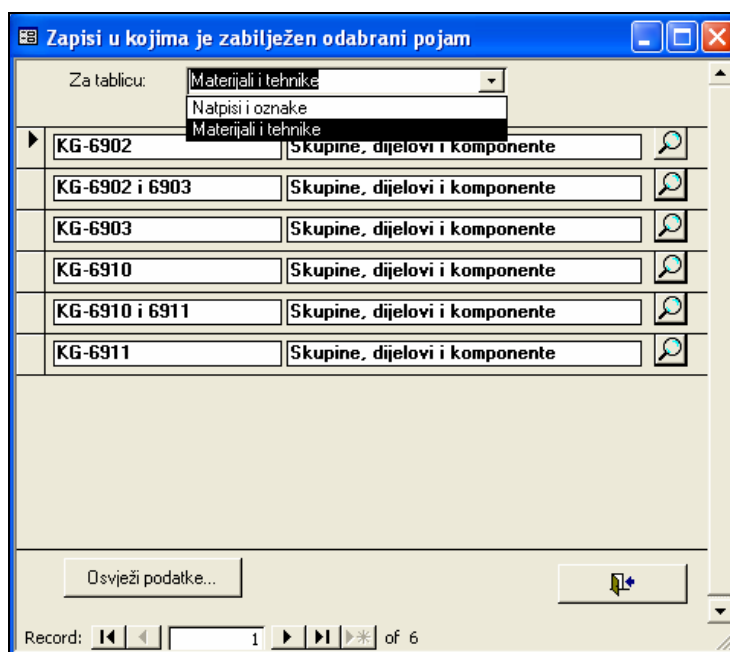 Zapisi u kojima je zabilježen odabrani pojam
Za tablicu: Materijali i tehnike
Natpisi i oznake
Materijali i tehnike
KG-6902 Skupine, dijelovi i komponente
KG-6902 i 6903 Skupine, dijelovi i komponente
KG-6903 Skupine, dijelovi i komponente
KG-6910 Skupine, dijelovi i komponente
KG-6910 i 6911 Skupine, dijelovi i komponente
KG-6911 Skupine, dijelovi i komponente
Osvježi podatke...
Record: 1 of 6